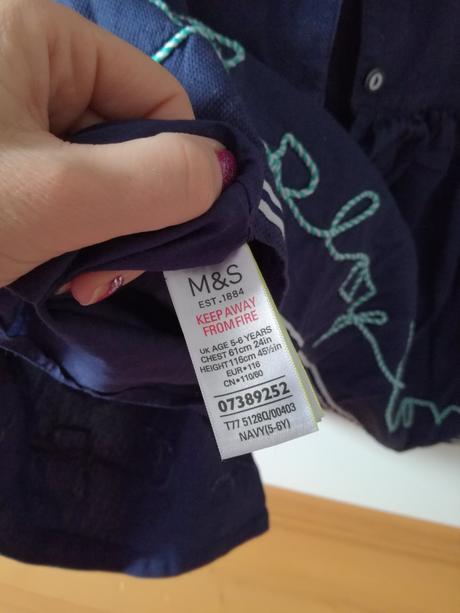 M&S
EST. 1884
KEEP AWAY
FROM FIRE
UK AGE 5-6 YEARS
CHEST 61cm 24in
HEIGHT 116cm 45½in
EUR•116
CN•110/60
07389252
T77 5128Q/00403
NAVY(5-6Y)